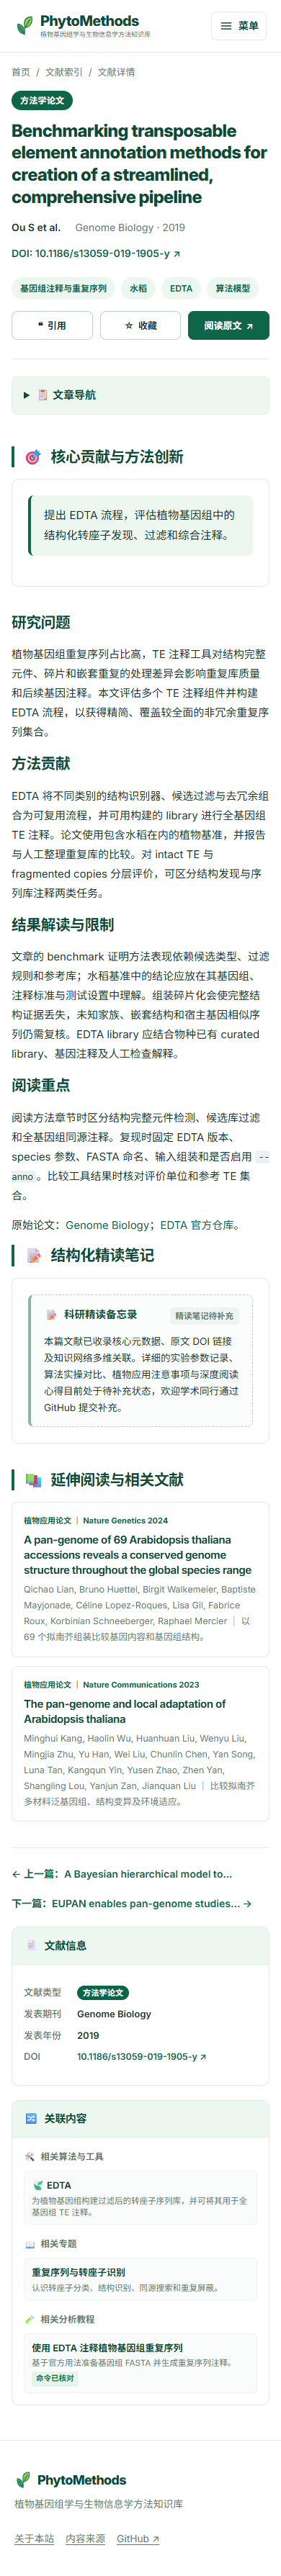 PhytoMethods
植物基因组学与生物信息学方法知识库
菜单
首页 / 文献索引 / 文献详情
方法学论文
Benchmarking transposable
element annotation methods for
creation of a streamlined,
comprehensive pipeline
Ou S et al. Genome Biology · 2019
DOI: 10.1186/s13059-019-1905-y ↗
基因组注释与重复序列 水稻 EDTA 算法模型
❝ 引用 ☆ 收藏 阅读原文 ↗
▶ 文章导航
核心贡献与方法创新
提出 EDTA 流程，评估植物基因组中的
结构化转座子发现、过滤和综合注释。
研究问题
植物基因组重复序列占比高，TE 注释工具对结构完整
元件、碎片和嵌套重复的处理差异会影响重复库质量
和后续基因注释。本文评估多个 TE 注释组件并构建
EDTA 流程，以获得精简、覆盖较全面的非冗余重复序
列集合。
方法贡献
EDTA 将不同类别的结构识别器、候选过滤与去冗余组
合为可复用流程，并可用构建的 library 进行全基因组
TE 注释。论文使用包含水稻在内的植物基准，并报告
与人工整理重复库的比较。对 intact TE 与
fragmented copies 分层评价，可区分结构发现与序
列库注释两类任务。
结果解读与限制
文章的 benchmark 证明方法表现依赖候选类型、过滤
规则和参考库；水稻基准中的结论应放在其基因组、
注释标准与测试设置中理解。组装碎片化会使完整结
构证据丢失，未知家族、嵌套结构和宿主基因相似序
列仍需复核。EDTA library 应结合物种已有 curated
library、基因注释及人工检查解释。
阅读重点
阅读方法章节时区分结构完整元件检测、候选库过滤
和全基因组同源注释。复现时固定 EDTA 版本、
species 参数、FASTA 命名、输入组装和是否启用 --
anno 。比较工具结果时核对评价单位和参考 TE 集
合。
原始论文：Genome Biology；EDTA 官方仓库。
结构化精读笔记
科研精读备忘录 精读笔记待补充
本篇文献已收录核心元数据、原文 DOI 链接
及知识网络多维关联。详细的实验参数记录、
算法实操对比、植物应用注意事项与深度阅读
心得目前处于待补充状态，欢迎学术同行通过
GitHub 提交补充。
延伸阅读与相关文献
植物应用论文 | Nature Genetics 2024
A pan-genome of 69 Arabidopsis thaliana
accessions reveals a conserved genome
structure throughout the global species range
Qichao Lian, Bruno Huettel, Birgit Walkemeier, Baptiste
Mayjonade, Céline Lopez-Roques, Lisa Gil, Fabrice
Roux, Korbinian Schneeberger, Raphael Mercier | 以
69 个拟南芥组装比较基因内容和基因组结构。
植物应用论文 | Nature Communications 2023
The pan-genome and local adaptation of
Arabidopsis thaliana
Minghui Kang, Haolin Wu, Huanhuan Liu, Wenyu Liu,
Mingjia Zhu, Yu Han, Wei Liu, Chunlin Chen, Yan Song,
Luna Tan, Kangqun Yin, Yusen Zhao, Zhen Yan,
Shangling Lou, Yanjun Zan, Jianquan Liu | 比较拟南芥
多材料泛基因组、结构变异及环境适应。
← 上一篇：A Bayesian hierarchical model to...
下一篇：EUPAN enables pan-genome studies... →
文献信息
文献类型 方法学论文
发表期刊 Genome Biology
发表年份 2019
DOI 10.1186/s13059-019-1905-y ↗
关联内容
相关算法与工具
EDTA
为植物基因组构建过滤后的转座子序列库，并可将其用于全
基因组 TE 注释。
相关专题
重复序列与转座子识别
认识转座子分类、结构识别、同源搜索和重复屏蔽。
相关分析教程
使用 EDTA 注释植物基因组重复序列
基于官方用法准备基因组 FASTA 并生成重复序列注释。
命令已核对
PhytoMethods
植物基因组学与生物信息学方法知识库
关于本站 内容来源 GitHub ↗